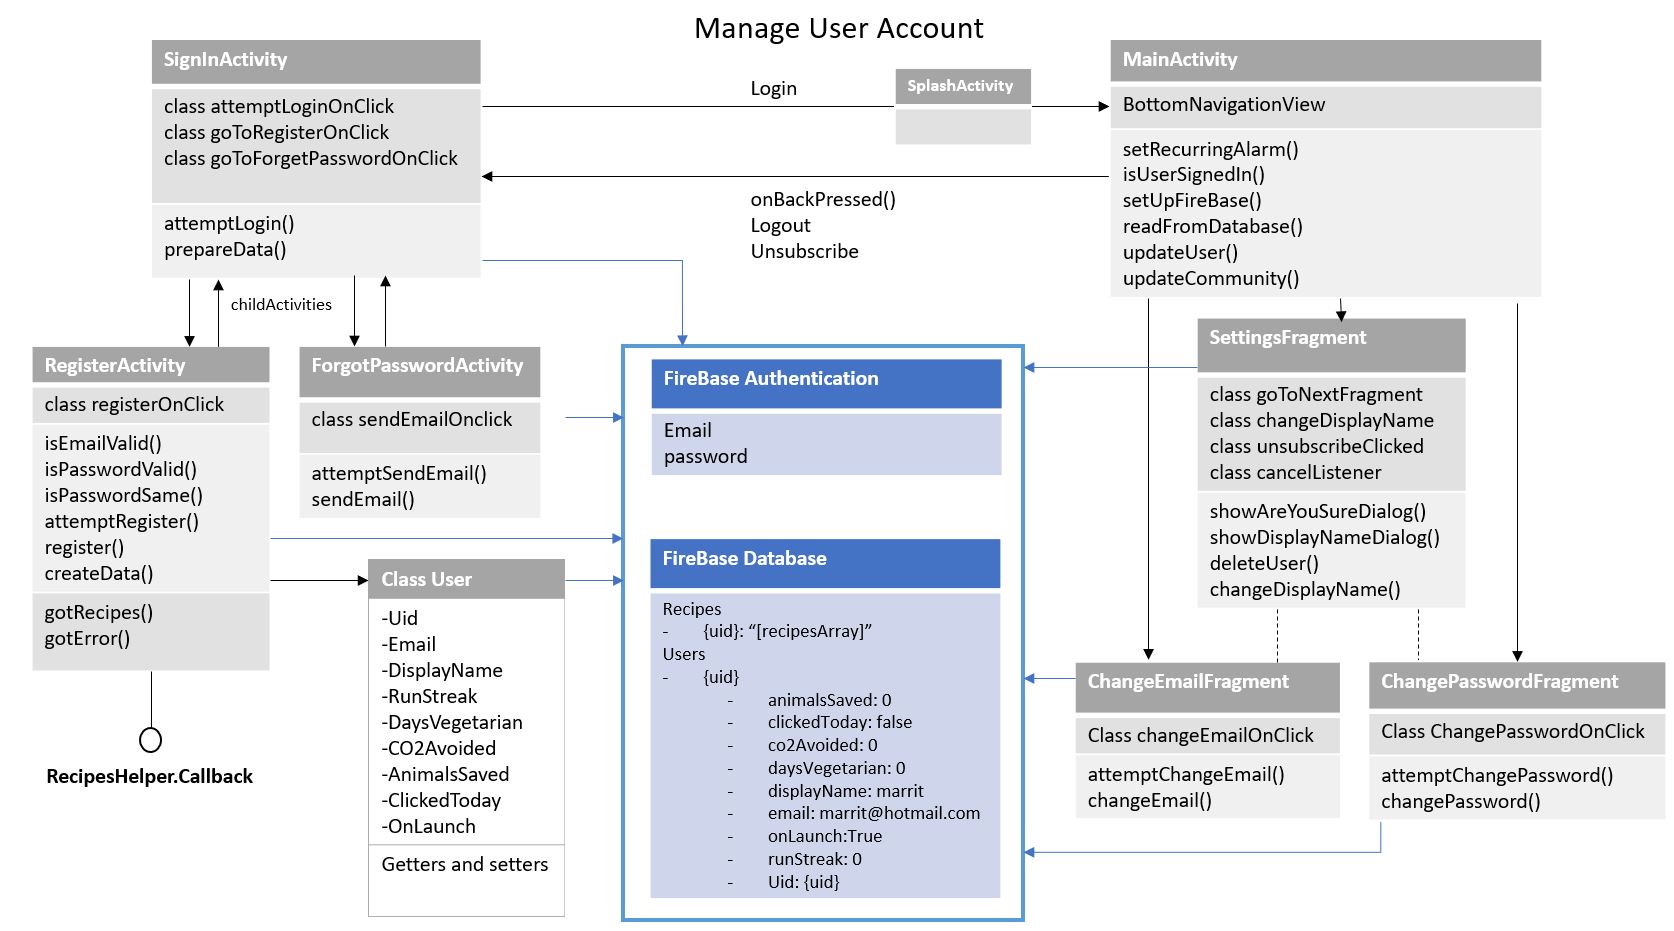 Manage User Account
SignInActivity
class attemptLoginOnClick
class goToRegisterOnClick
class goToForgetPasswordOnClick
attemptLogin()
prepareData()
Login
SplashActivity
onBackPressed()
Logout
Unsubscribe
MainActivity
BottomNavigationView
setRecurringAlarm()
isUserSignedIn()
setUpFireBase()
readFromDatabase()
updateUser()
updateCommunity()
childActivities
RegisterActivity
class registerOnClick
isEmailValid()
isPasswordValid()
isPasswordSame()
attemptRegister()
register()
createData()
gotRecipes()
gotError()
RecipesHelper.Callback
ForgotPasswordActivity
class sendEmailOnclick
attemptSendEmail()
sendEmail()
Class User
-Uid
-Email
-DisplayName
-RunStreak
-DaysVegetarian
-CO2Avoided
-AnimalsSaved
-ClickedToday
-OnLaunch
Getters and setters
FireBase Authentication
Email
password
FireBase Database
Recipes
- {uid}: “[recipesArray]”
Users
- {uid}
- animalsSaved: 0
- clickedToday: false
- co2Avoided: 0
- daysVegetarian: 0
- displayName: marrit
- email: marrit@hotmail.com
- onLaunch:True
- runStreak: 0
- Uid: {uid}
SettingsFragment
class goToNextFragment
class changeDisplayName
class unsubscribeClicked
class cancelListener
showAreYouSureDialog()
showDisplayNameDialog()
deleteUser()
changeDisplayName()
ChangeEmailFragment
Class changeEmailOnClick
attemptChangeEmail()
changeEmail()
ChangePasswordFragment
Class ChangePasswordOnClick
attemptChangePassword()
changePassword()